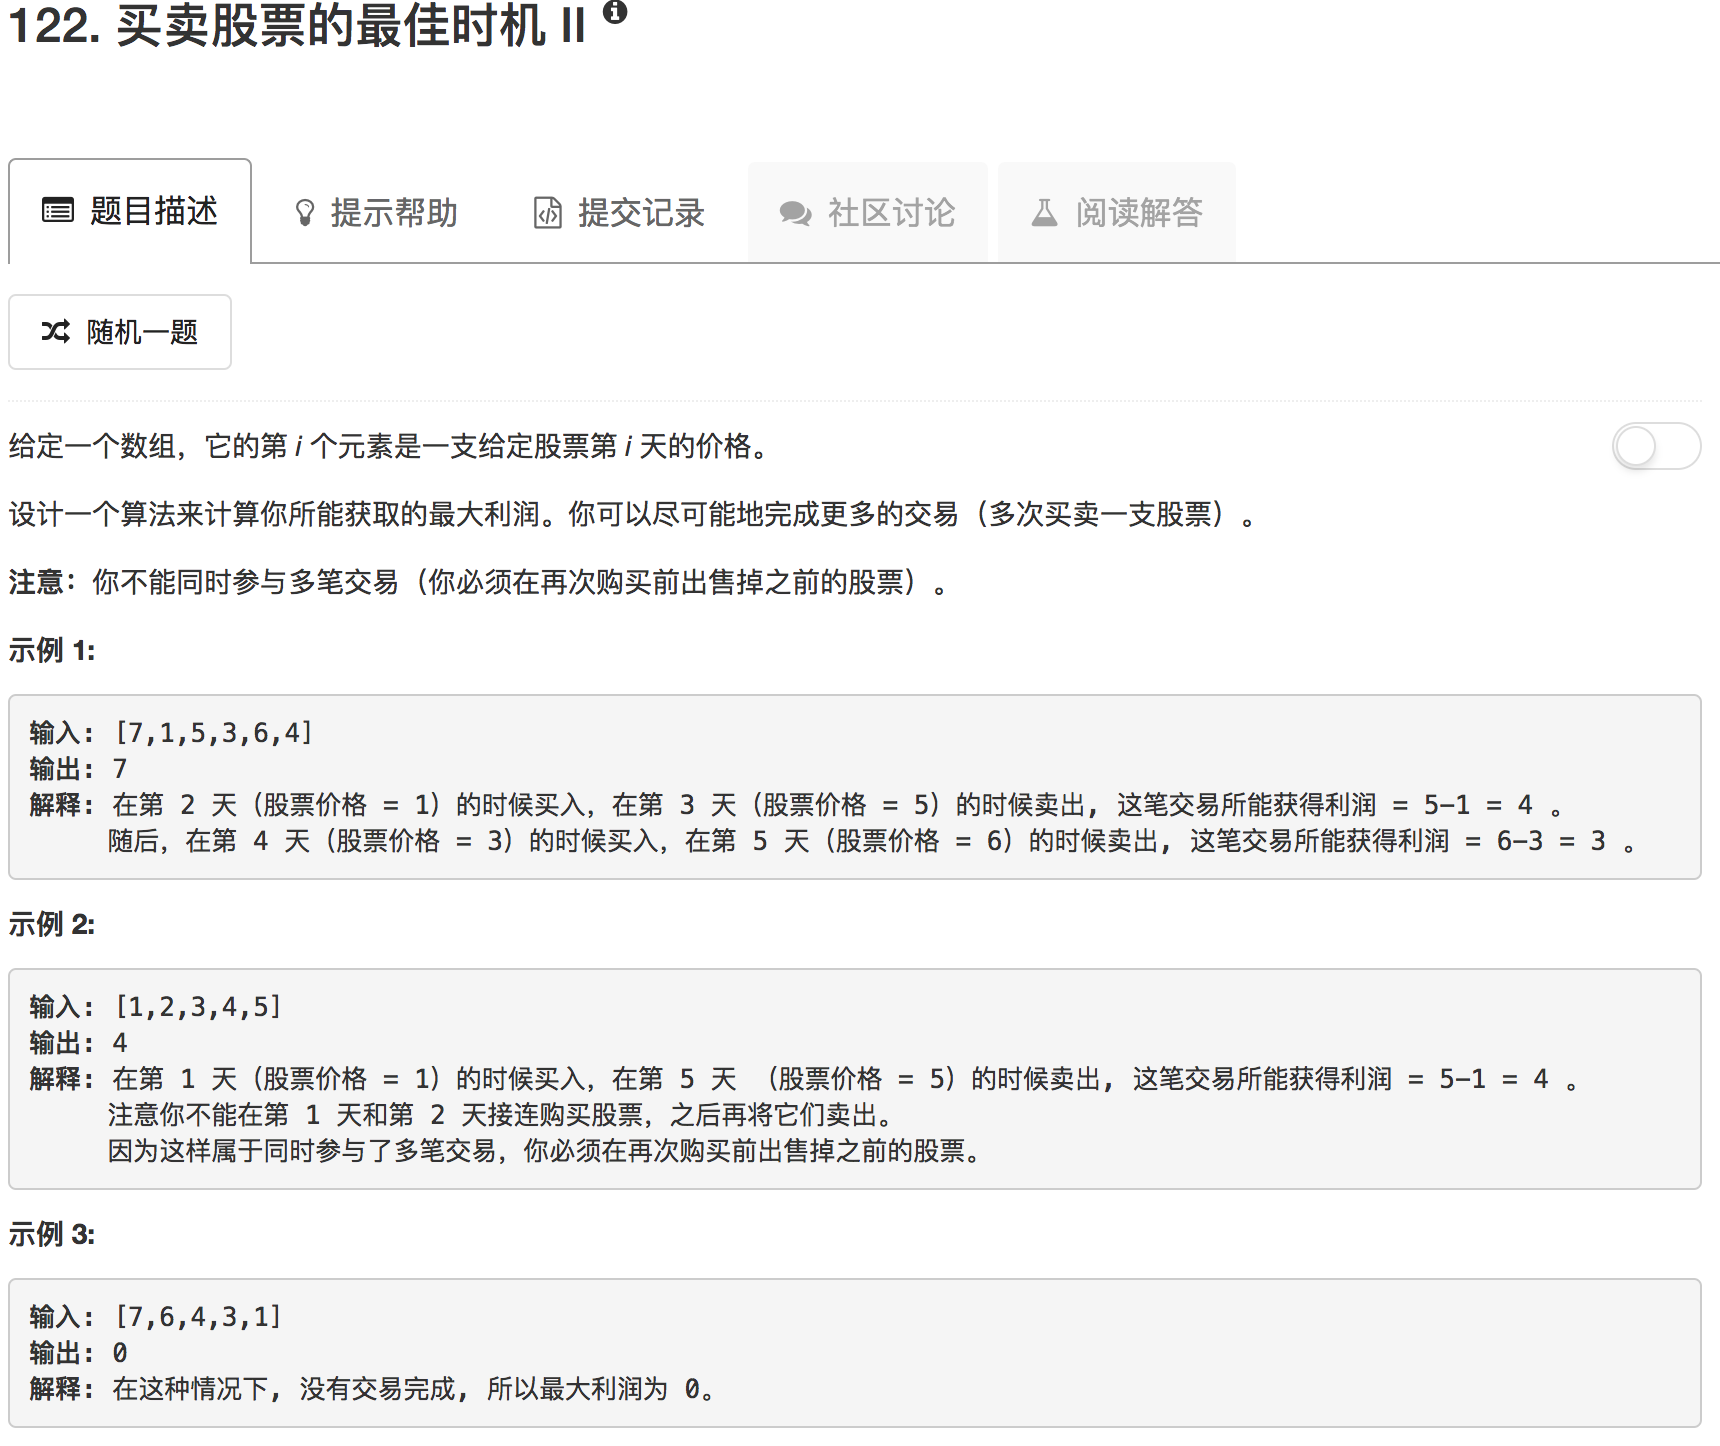 122. 买卖股票的最佳时机 II
题目描述 提示帮助 提交记录 社区讨论 阅读解答
随机一题
给定一个数组，它的第 i 个元素是一支给定股票第 i 天的价格。
设计一个算法来计算你所能获取的最大利润。你可以尽可能地完成更多的交易（多次买卖一支股票）。
注意：你不能同时参与多笔交易（你必须在再次购买前出售掉之前的股票）。
示例 1:
输入: [7,1,5,3,6,4]
输出: 7
解释: 在第 2 天（股票价格 = 1）的时候买入，在第 3 天（股票价格 = 5）的时候卖出, 这笔交易所能获得利润 = 5-1 = 4 。
随后，在第 4 天（股票价格 = 3）的时候买入，在第 5 天（股票价格 = 6）的时候卖出, 这笔交易所能获得利润 = 6-3 = 3 。
示例 2:
输入: [1,2,3,4,5]
输出: 4
解释: 在第 1 天（股票价格 = 1）的时候买入，在第 5 天 （股票价格 = 5）的时候卖出, 这笔交易所能获得利润 = 5-1 = 4 。
注意你不能在第 1 天和第 2 天接连购买股票，之后再将它们卖出。
因为这样属于同时参与了多笔交易，你必须在再次购买前出售掉之前的股票。
示例 3:
输入: [7,6,4,3,1]
输出: 0
解释: 在这种情况下, 没有交易完成, 所以最大利润为 0。